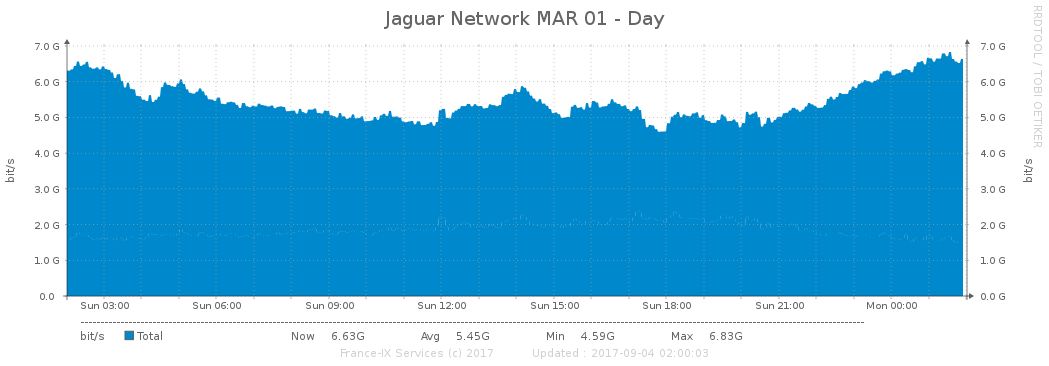 Jaguar Network MAR 01 - Day
RRDTOOL / TOBI OETIKER
7.0 G 7.0 G
6.0 G 6.0 G
5.0 G 5.0 G
4.0 G 4.0 G
3.0 G 3.0 G
2.0 G 2.0 G
1.0 G 1.0 G
0.0 0.0 G
bit/s bit/s
Sun 03:00 Sun 06:00 Sun 09:00 Sun 12:00 Sun 15:00 Sun 18:00 Sun 21:00 Mon 00:00
bit/s Total Now 6.63G Avg 5.45G Min 4.59G Max 6.83G
France-IX Services (c) 2017 Updated : 2017-09-04 02:00:03